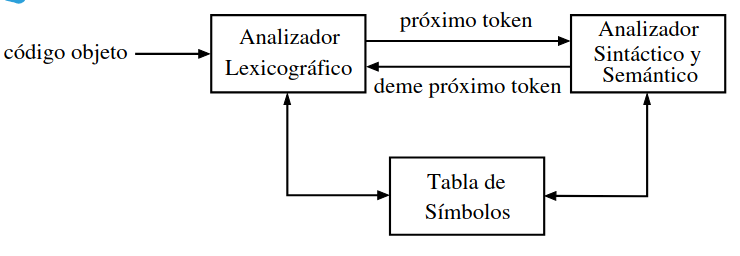 código objeto
Analizador
Lexicográfico
próximo token
deme próximo token
Analizador
Sintáctico y
Semántico
Tabla de
Símbolos